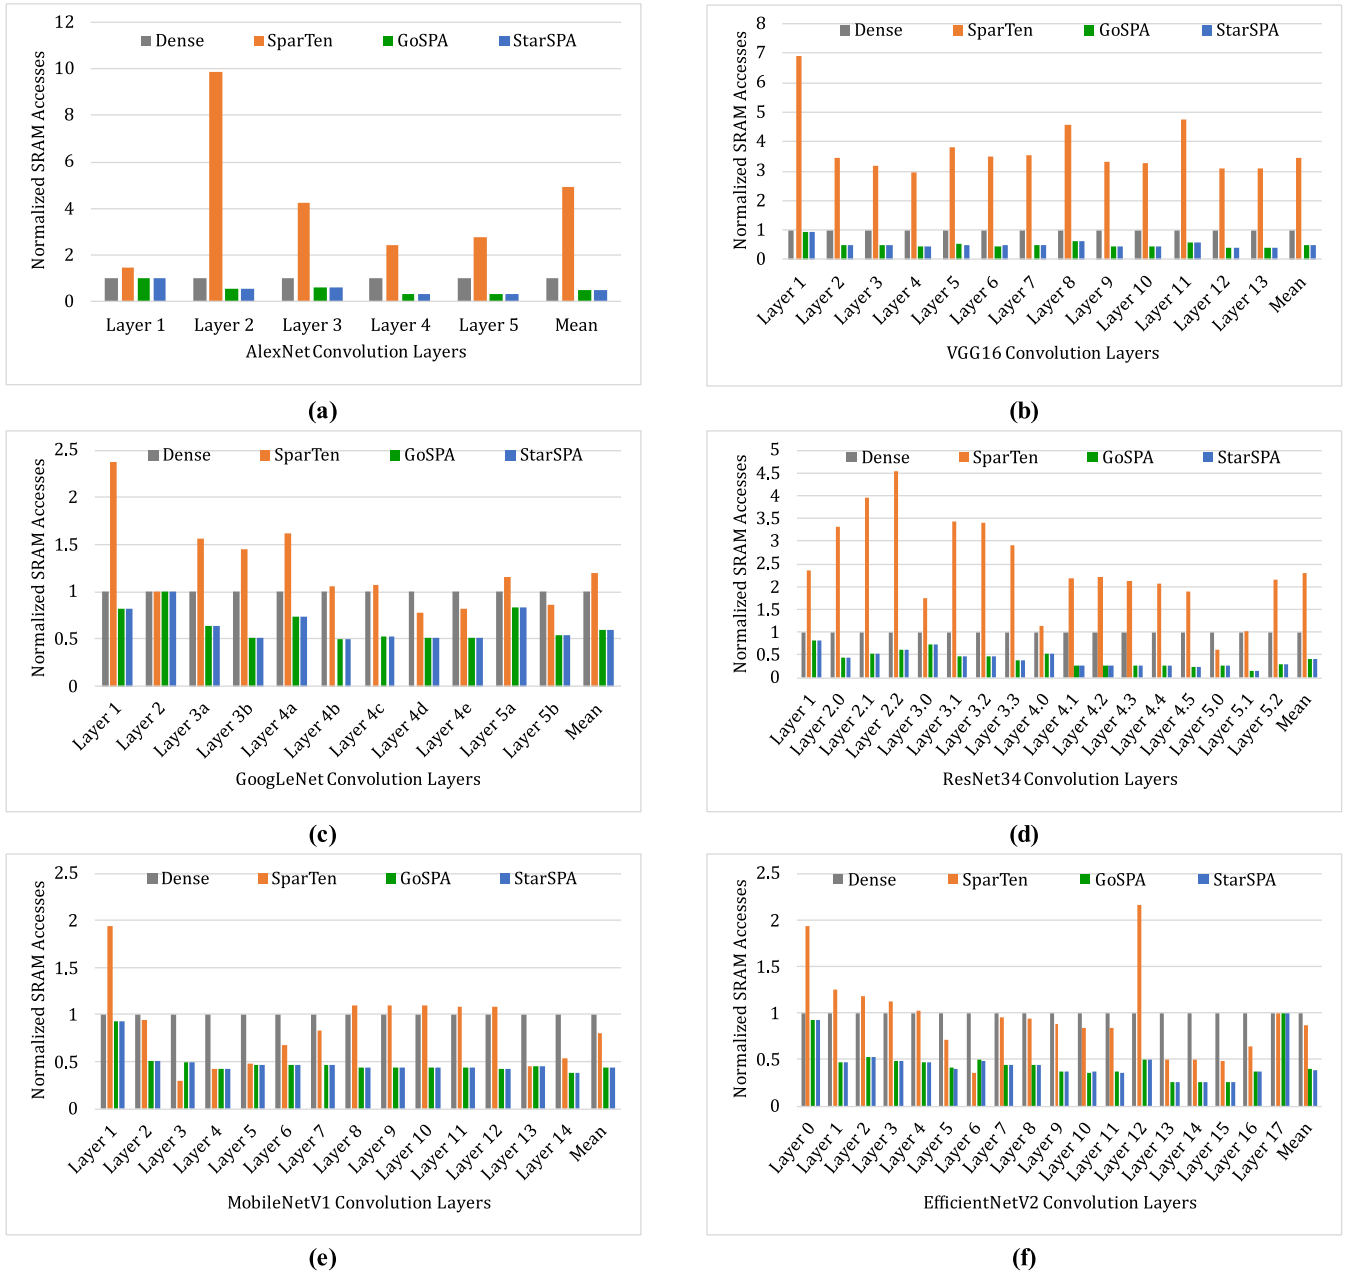 12
10
8
6
4
2
0
Normalized SRAM Accesses
Dense SparTen GoSPA StarSPA
Layer 1 Layer 2 Layer 3 Layer 4 Layer 5 Mean
AlexNet Convolution Layers
(a)
8
7
6
5
4
3
2
1
0
Normalized SRAM Accesses
Dense SparTen GoSPA StarSPA
Layer 1 Layer 2 Layer 3 Layer 4 Layer 5 Layer 6 Layer 7 Layer 8 Layer 9 Layer 10 Layer 11 Layer 12 Layer 13 Mean
VGG16 Convolution Layers
(b)
2.5
2
1.5
1
0.5
0
Normalized SRAM Accesses
Dense SparTen GoSPA StarSPA
Layer 1 Layer 2 Layer 3a Layer 3b Layer 4a Layer 4b Layer 4c Layer 4d Layer 4e Layer 5a Layer 5b Mean
GoogLeNet Convolution Layers
(c)
5
4.5
4
3.5
3
2.5
2
1.5
1
0.5
0
Normalized SRAM Accesses
Dense SparTen GoSPA StarSPA
Layer 1 Layer 2.0 Layer 2.1 Layer 2.2 Layer 3.0 Layer 3.1 Layer 3.2 Layer 3.3 Layer 4.0 Layer 4.1 Layer 4.2 Layer 4.3 Layer 4.4 Layer 4.5 Layer 5.0 Layer 5.1 Layer 5.2 Mean
ResNet34 Convolution Layers
(d)
2.5
2
1.5
1
0.5
0
Normalized SRAM Accesses
Dense SparTen GoSPA StarSPA
Layer 1 Layer 2 Layer 3 Layer 4 Layer 5 Layer 6 Layer 7 Layer 8 Layer 9 Layer 10 Layer 11 Layer 12 Layer 13 Layer 14 Mean
MobileNetV1 Convolution Layers
(e)
2.5
2
1.5
1
0.5
0
Normalized SRAM Accesses
Dense SparTen GoSPA StarSPA
Layer 0 Layer 1 Layer 2 Layer 3 Layer 4 Layer 5 Layer 6 Layer 7 Layer 8 Layer 9 Layer 10 Layer 11 Layer 12 Layer 13 Layer 14 Layer 15 Layer 16 Layer 17 Mean
EfficientNetV2 Convolution Layers
(f)